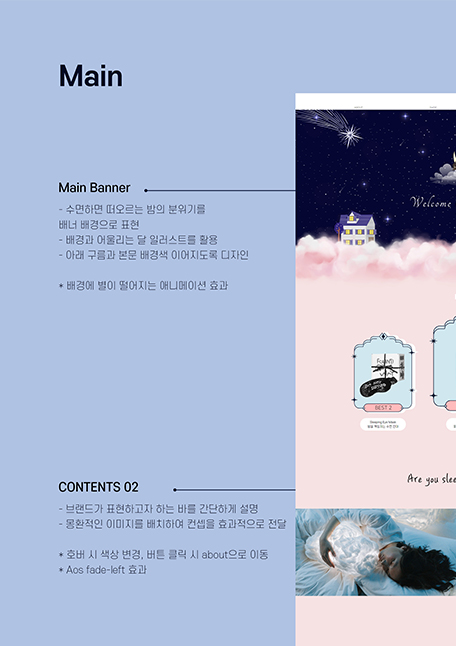 Main
Main Banner
- 수면하면 떠오르는 밤의 분위기를
배너 배경으로 표현
- 배경과 어울리는 달 일러스트를 활용
- 아래 구름과 본문 배경색 이어지도록 디자인
* 배경에 별이 떨어지는 애니메이션 효과
Welcome
BEST 2
Sleeping Eye Mask
Are you slee
CONTENTS 02
- 브랜드가 표현하고자 하는 바를 간단하게 설명
- 몽환적인 이미지를 배치하여 컨셉을 효과적으로 전달
* 호버 시 색상 변경, 버튼 클릭 시 about으로 이동
* Aos fade-left 효과